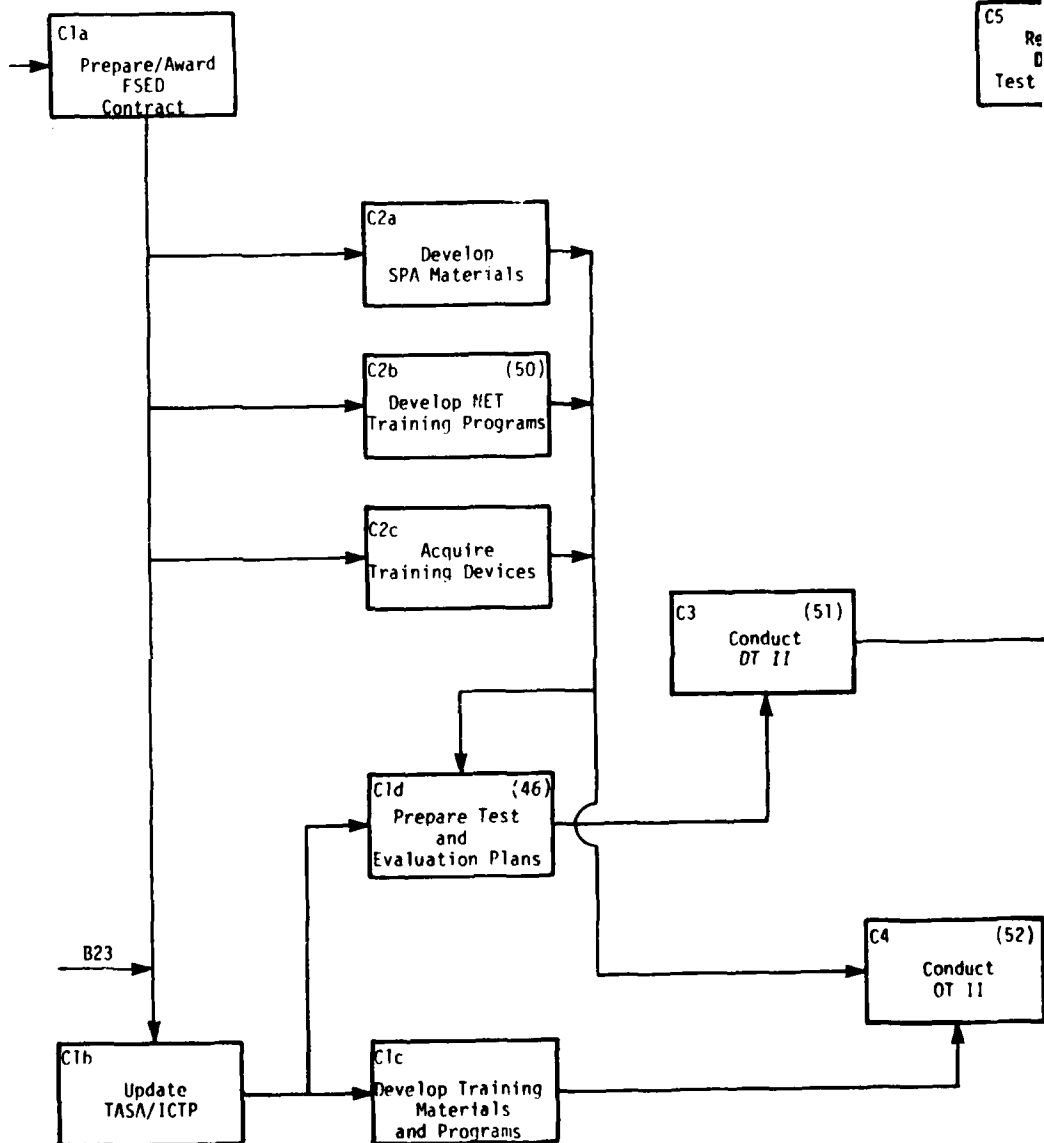 C1a
Prepare/Award
FSED
Contract
C5
Test
C2a
Develop
SPA Materials
C2b (50)
Develop NET
Training Programs
C2c
Acquire
Training Devices
C3 (51)
Conduct
DT II
C1d (46)
Prepare Test
and
Evaluation Plans
B23
C4 (52)
Conduct
OT II
C1b
Update
TASA/ICTP
C1c
Develop Training
Materials
and Programs